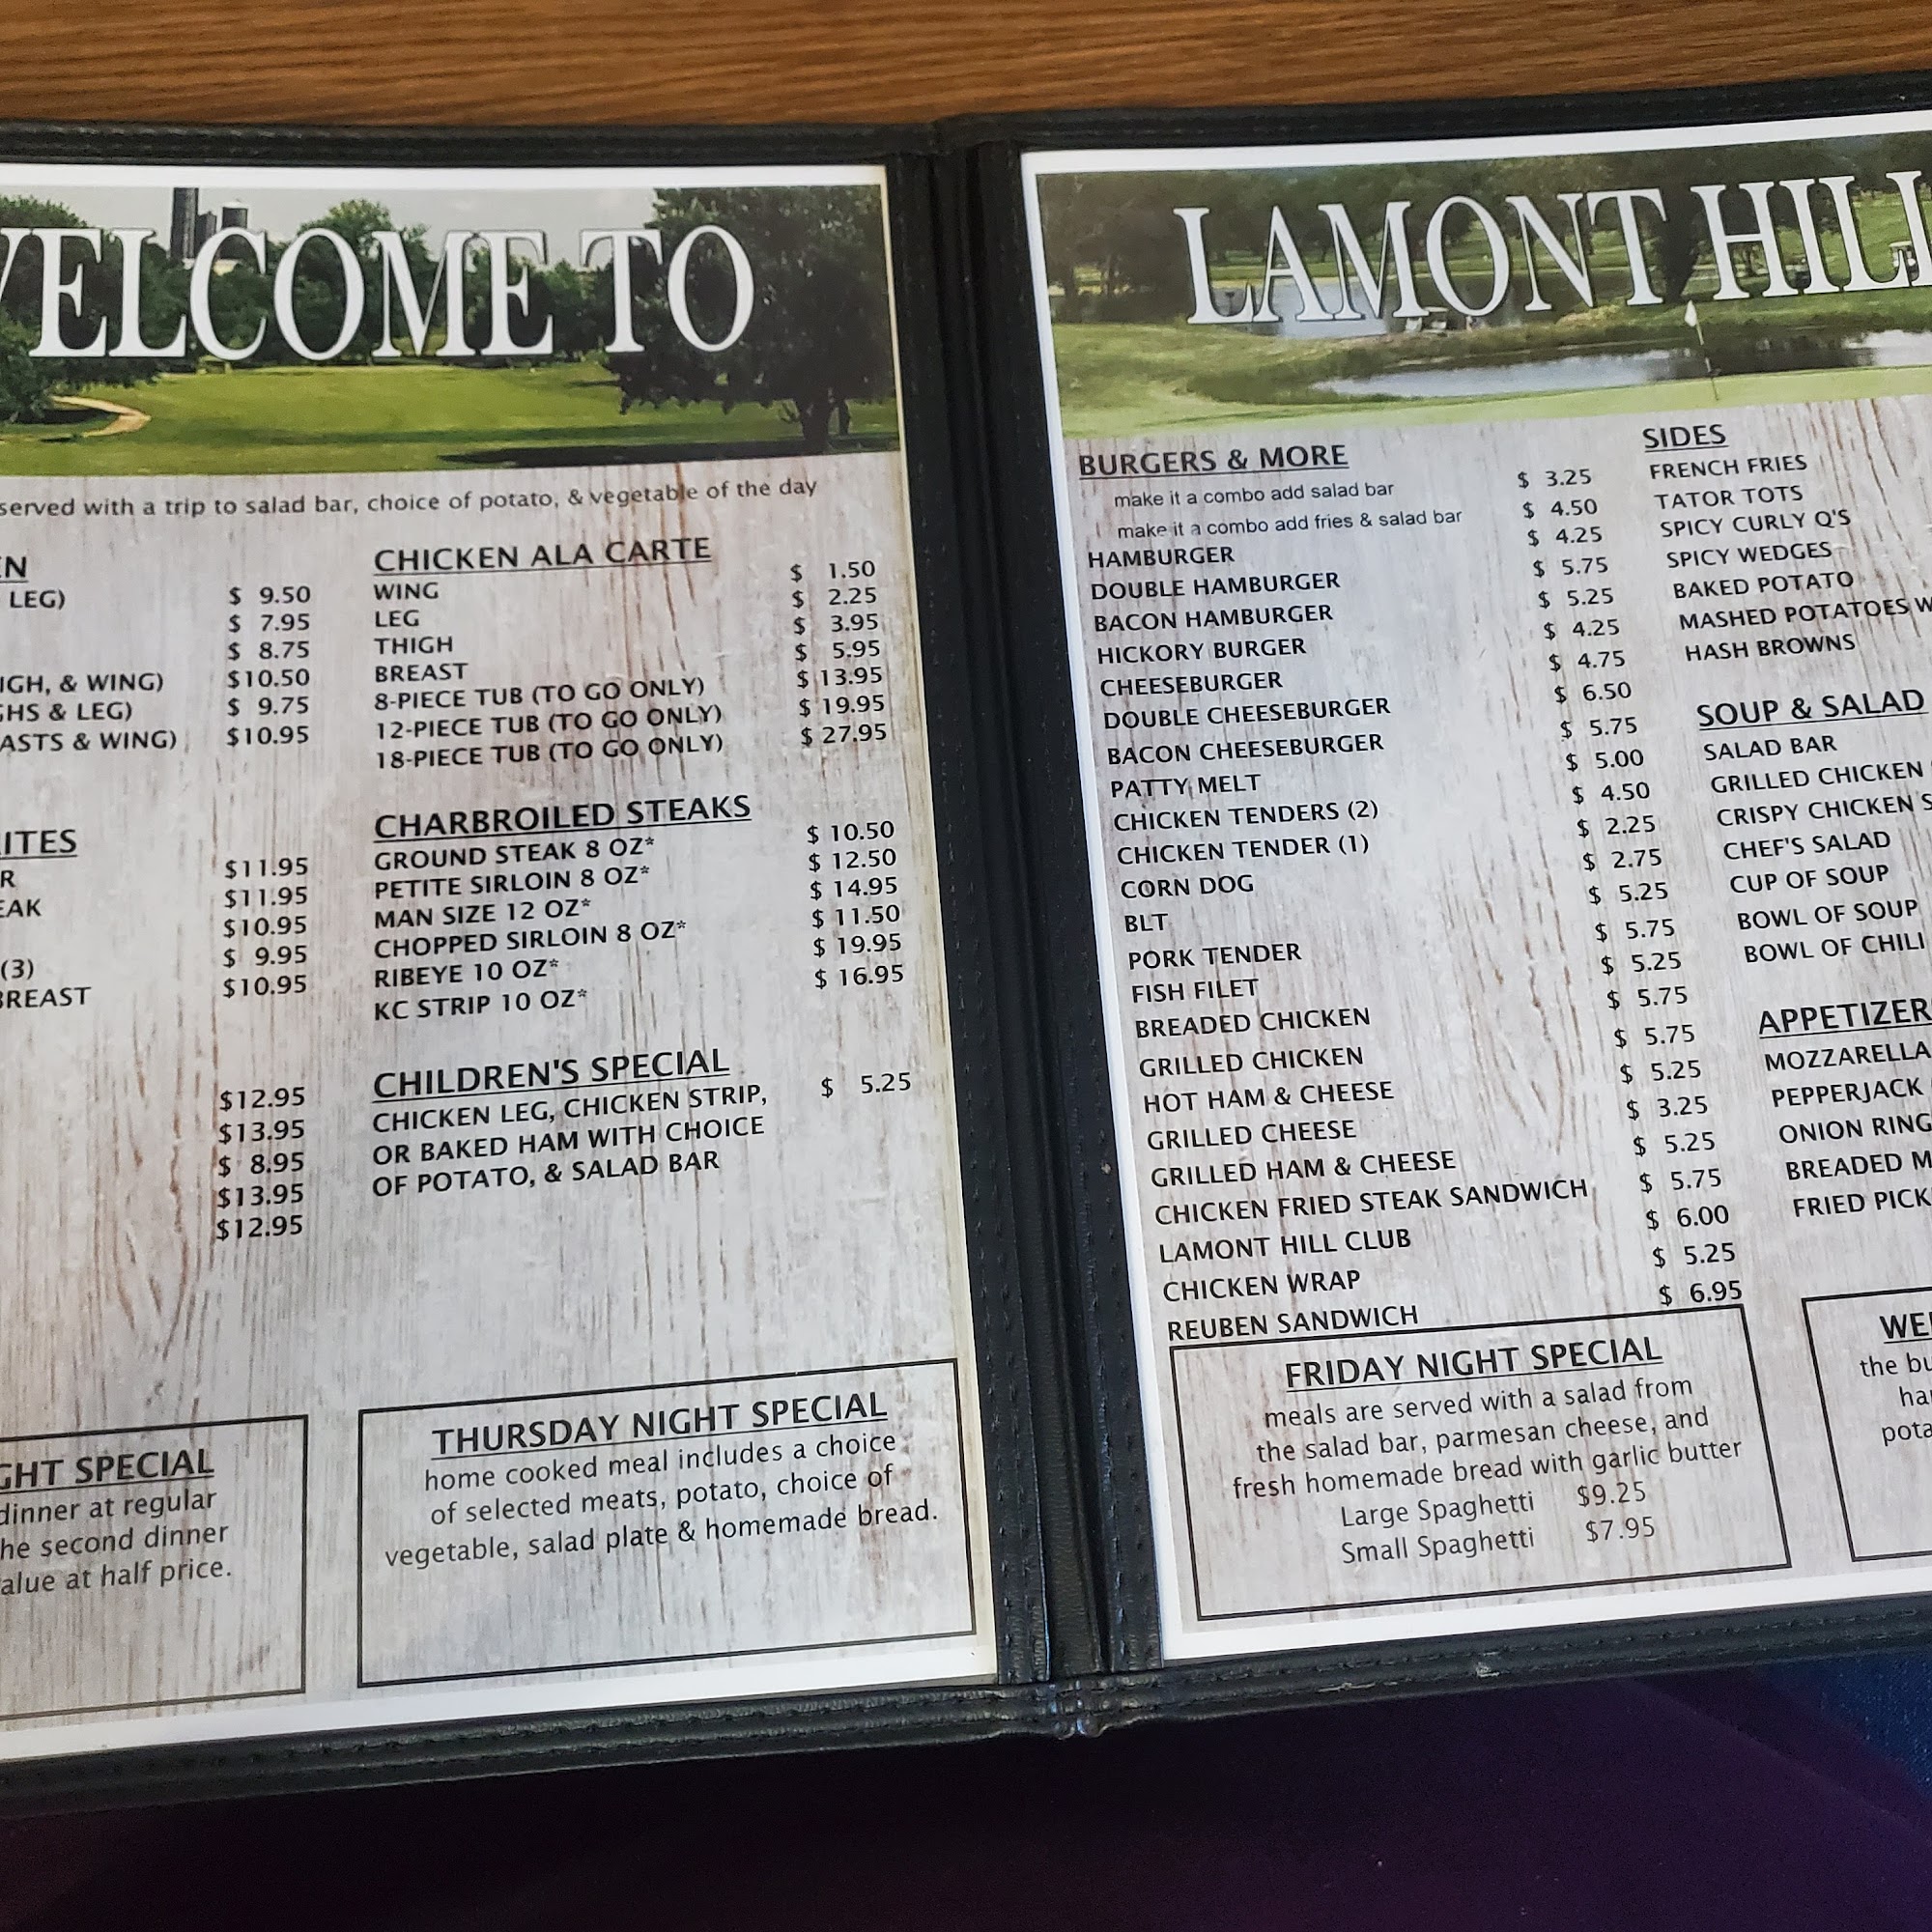 WELCOME TO
served with a trip to salad bar, choice of potato, & vegetable of the day
EN
LEG) $ 9.50
$ 7.95
$ 8.75
IGH, & WING) $10.50
GHS & LEG) $ 9.75
ASTS & WING) $10.95
ITES
R $11.95
EAK $11.95
$10.95
(3) $ 9.95
BREAST $10.95
$12.95
$13.95
$ 8.95
$13.95
$12.95
GHT SPECIAL
dinner at regular
he second dinner
alue at half price.
CHICKEN ALA CARTE
WING $ 1.50
LEG $ 2.25
THIGH $ 3.95
BREAST $ 5.95
8-PIECE TUB (TO GO ONLY) $ 13.95
12-PIECE TUB (TO GO ONLY) $ 19.95
18-PIECE TUB (TO GO ONLY) $ 27.95
CHARBROILED STEAKS
GROUND STEAK 8 OZ* $ 10.50
PETITE SIRLOIN 8 OZ* $ 12.50
MAN SIZE 12 OZ* $ 14.95
CHOPPED SIRLOIN 8 OZ* $ 11.50
RIBEYE 10 OZ* $ 19.95
KC STRIP 10 OZ* $ 16.95
CHILDREN'S SPECIAL
CHICKEN LEG, CHICKEN STRIP, $ 5.25
OR BAKED HAM WITH CHOICE
OF POTATO, & SALAD BAR
THURSDAY NIGHT SPECIAL
home cooked meal includes a choice
of selected meats, potato, choice of
vegetable, salad plate & homemade bread.
LAMONT HILL
BURGERS & MORE
make it a combo add salad bar $ 3.25
make it a combo add fries & salad bar $ 4.50
HAMBURGER $ 4.25
DOUBLE HAMBURGER $ 5.75
BACON HAMBURGER $ 5.25
HICKORY BURGER $ 4.25
CHEESEBURGER $ 4.75
DOUBLE CHEESEBURGER $ 6.50
BACON CHEESEBURGER $ 5.75
PATTY MELT $ 5.00
CHICKEN TENDERS (2) $ 4.50
CHICKEN TENDER (1) $ 2.25
CORN DOG $ 2.75
BLT $ 5.25
PORK TENDER $ 5.75
FISH FILET $ 5.25
BREADED CHICKEN $ 5.75
GRILLED CHICKEN $ 5.75
HOT HAM & CHEESE $ 5.25
GRILLED CHEESE $ 3.25
GRILLED HAM & CHEESE $ 5.25
CHICKEN FRIED STEAK SANDWICH $ 5.75
LAMONT HILL CLUB $ 6.00
CHICKEN WRAP $ 5.25
REUBEN SANDWICH $ 6.95
FRIDAY NIGHT SPECIAL
meals are served with a salad from
the salad bar, parmesan cheese, and
fresh homemade bread with garlic butter
Large Spaghetti $9.25
Small Spaghetti $7.95
SIDES
FRENCH FRIES
TATOR TOTS
SPICY CURLY Q'S
SPICY WEDGES
BAKED POTATO
MASHED POTATOES W
HASH BROWNS
SOUP & SALAD
SALAD BAR
GRILLED CHICKEN
CRISPY CHICKEN S
CHEF'S SALAD
CUP OF SOUP
BOWL OF SOUP
BOWL OF CHILI
APPETIZER
MOZZARELLA
PEPPERJACK
ONION RING
BREADED M
FRIED PICK
WE
the bu
ha
pota